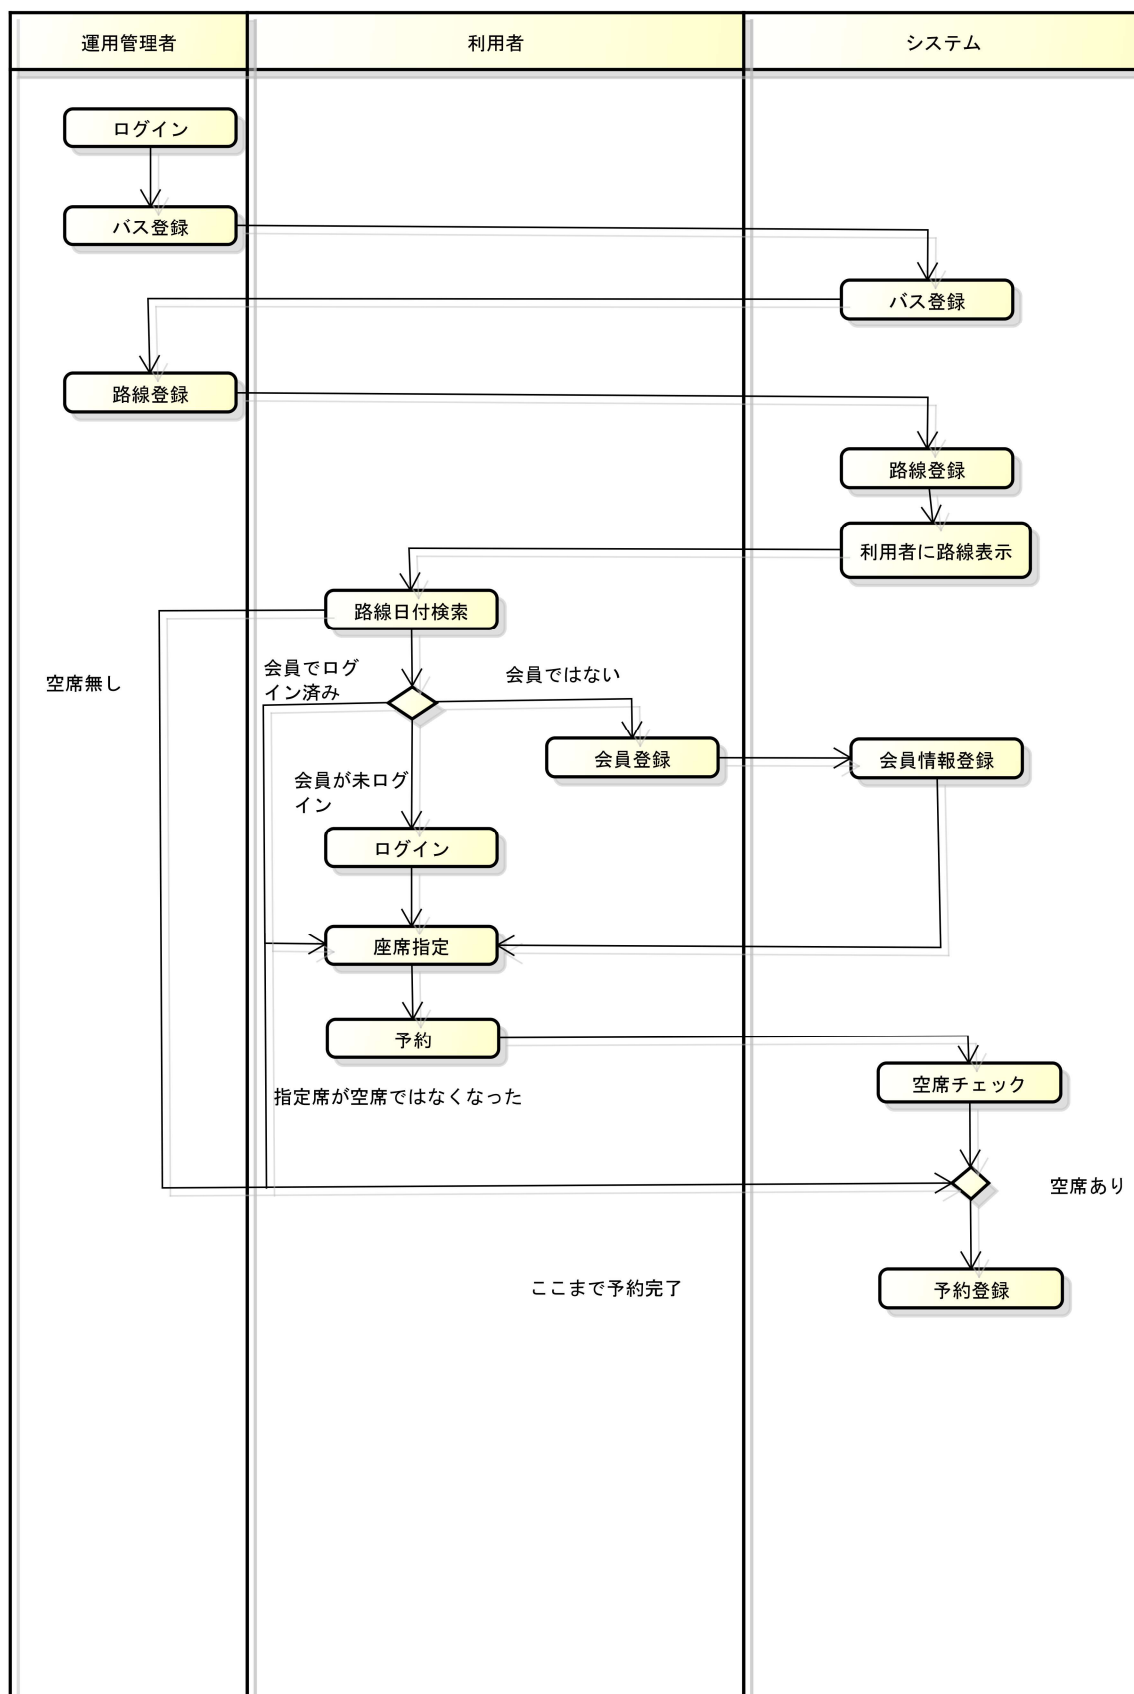 運用管理者
利用者
システム
ログイン
バス登録
バス登録
路線登録
路線登録
利用者に路線表示
路線日付検索
空席無し
会員でログ
イン済み
会員ではない
会員登録
会員情報登録
会員が未ログ
イン
ログイン
座席指定
予約
空席チェック
指定席が空席ではなくなった
空席あり
ここまで予約完了
予約登録